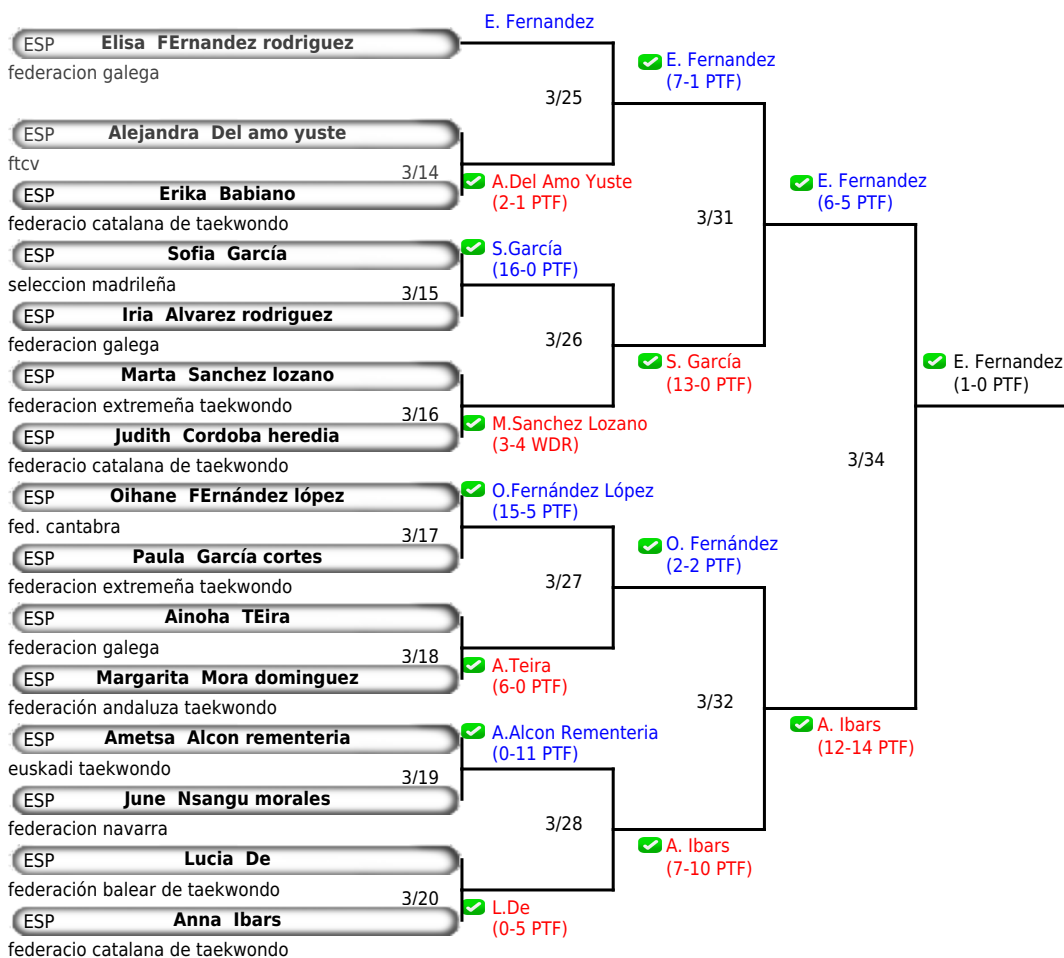 E. Fernandez
ESP Elisa FErnandez rodriguez
federacion galega
E. Fernandez
(7-1 PTF)
3/25
ESP Alejandra Del amo yuste
ftcv
3/14
A.Del Amo Yuste
(2-1 PTF)
ESP Erika Babiano
federacio catalana de taekwondo
E. Fernandez
(6-5 PTF)
3/31
ESP Sofia García
seleccion madrileña
3/15
S.García
(16-0 PTF)
ESP Iria Alvarez rodriguez
federacion galega
3/26
S. García
(13-0 PTF)
ESP Marta Sanchez lozano
federacion extremeña taekwondo
3/16
M.Sanchez Lozano
(3-4 WDR)
ESP Judith Cordoba heredia
federacio catalana de taekwondo
E. Fernandez
(1-0 PTF)
3/34
ESP Oihane FErnández lópez
fed. cantabra
3/17
O.Fernández López
(15-5 PTF)
ESP Paula García cortes
federacion extremeña taekwondo
O. Fernández
(2-2 PTF)
3/27
ESP Ainoha TEira
federacion galega
3/18
A.Teira
(6-0 PTF)
ESP Margarita Mora dominguez
federación andaluza taekwondo
3/32
A. Ibars
(12-14 PTF)
ESP Ametsa Alcon rementeria
euskadi taekwondo
3/19
A.Alcon Rementeria
(0-11 PTF)
ESP June Nsangu morales
federacion navarra
3/28
A. Ibars
(7-10 PTF)
ESP Lucia De
federación balear de taekwondo
3/20
L.De
(0-5 PTF)
ESP Anna Ibars
federacio catalana de taekwondo